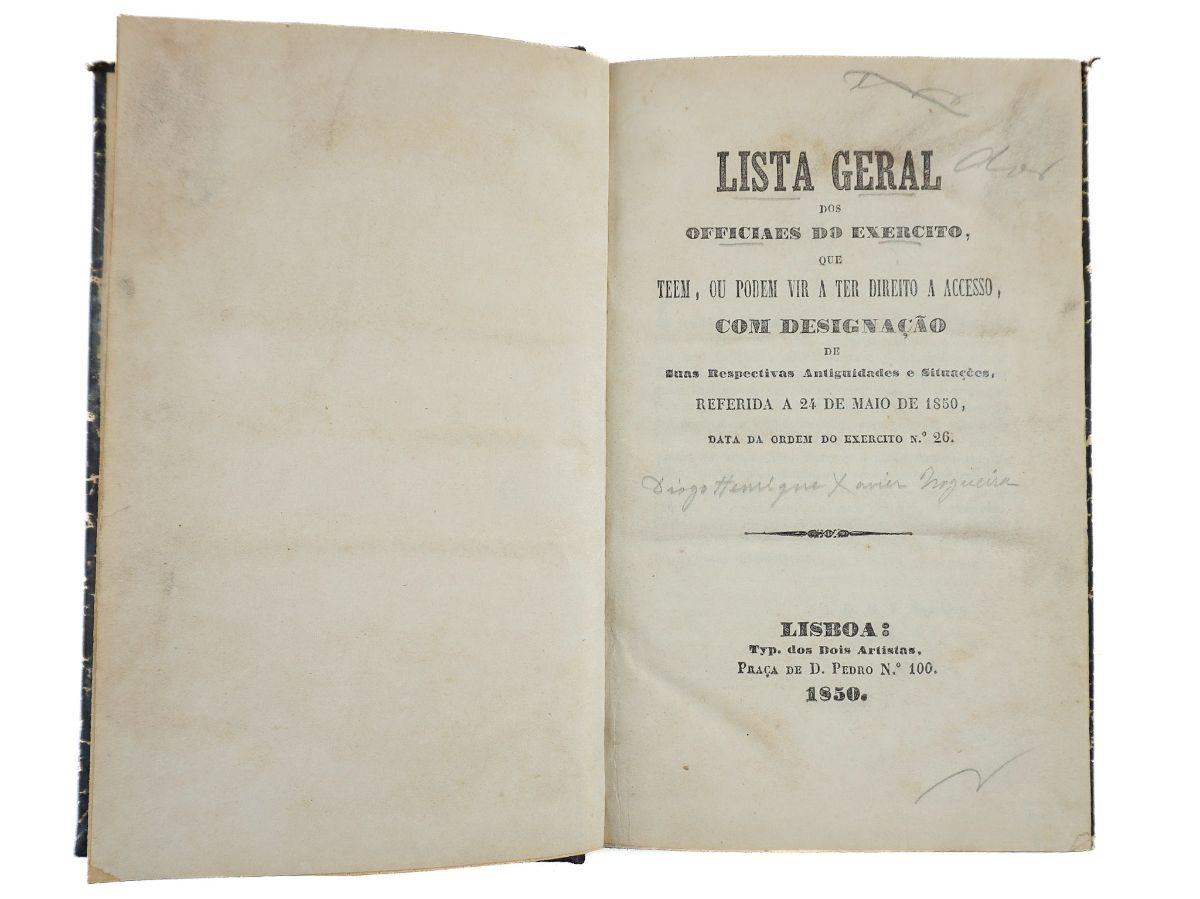 dos
LISTA GERAL
DOS
OFFICIAES DO EXERCITO,
QUE
TEEM, OU PODEM VIR A TER DIREITO A ACCESSO,
COM DESIGNAÇÃO
DE
Suas Respectivas Antiguidades e Situações,
REFERIDA A 24 DE MAIO DE 1850,
DATA DA ORDEM DO EXERCITO N.º 26.
Diogo Henrique Xavier Nogueira
LISBOA:
Typ. dos Dois Artistas,
PRAÇA DE D. PEDRO N.º 100.
1850.